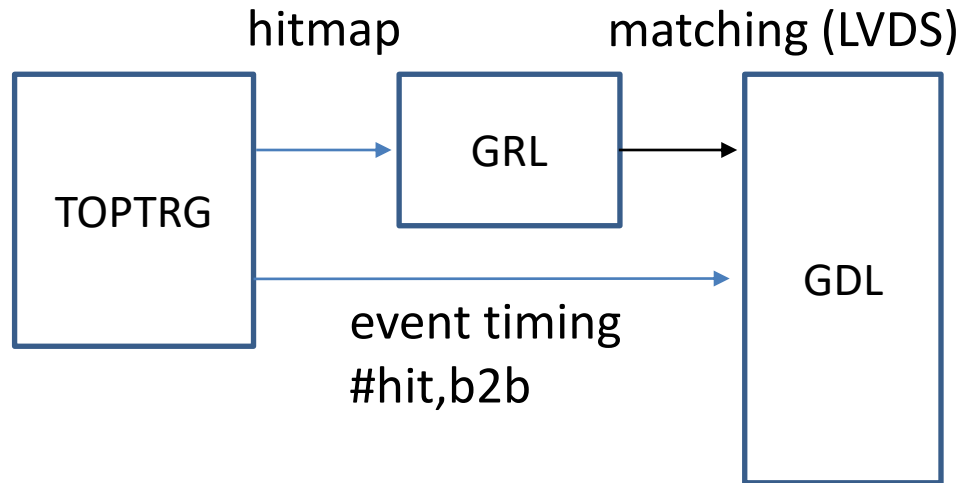 hitmap
matching (LVDS)
TOPTRG
GRL
GDL
event timing
#hit,b2b